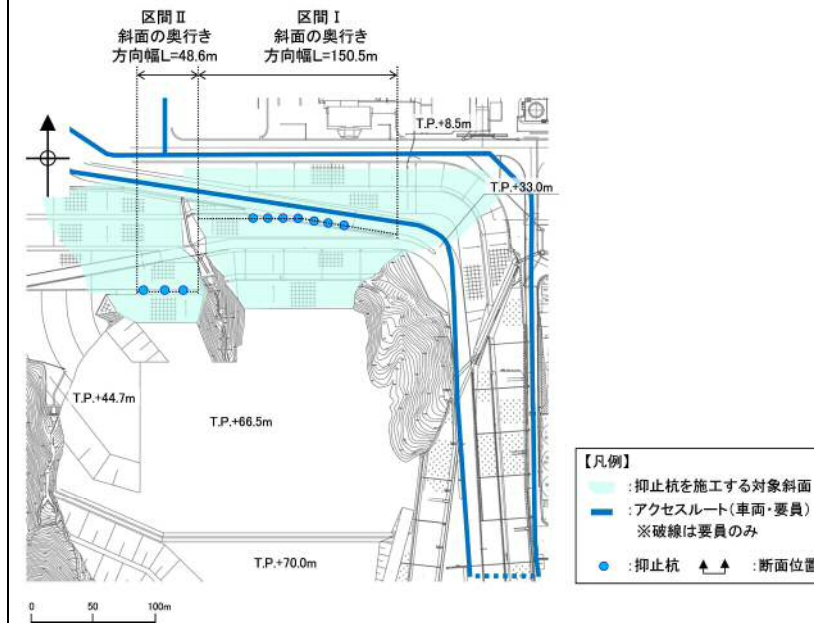 区間Ⅱ
斜面の奥行き
方向幅L=48.6m
区間Ⅰ
斜面の奥行き
方向幅L=150.5m
T.P.+8.5m
T.P.+33.0m
T.P.+44.7m
T.P.+66.5m
T.P.+70.0m
0 50 100m
【凡例】
:抑止杭を施工する対象斜面
:アクセスルート(車両・要員)
※破線は要員のみ
:抑止杭 :断面位置